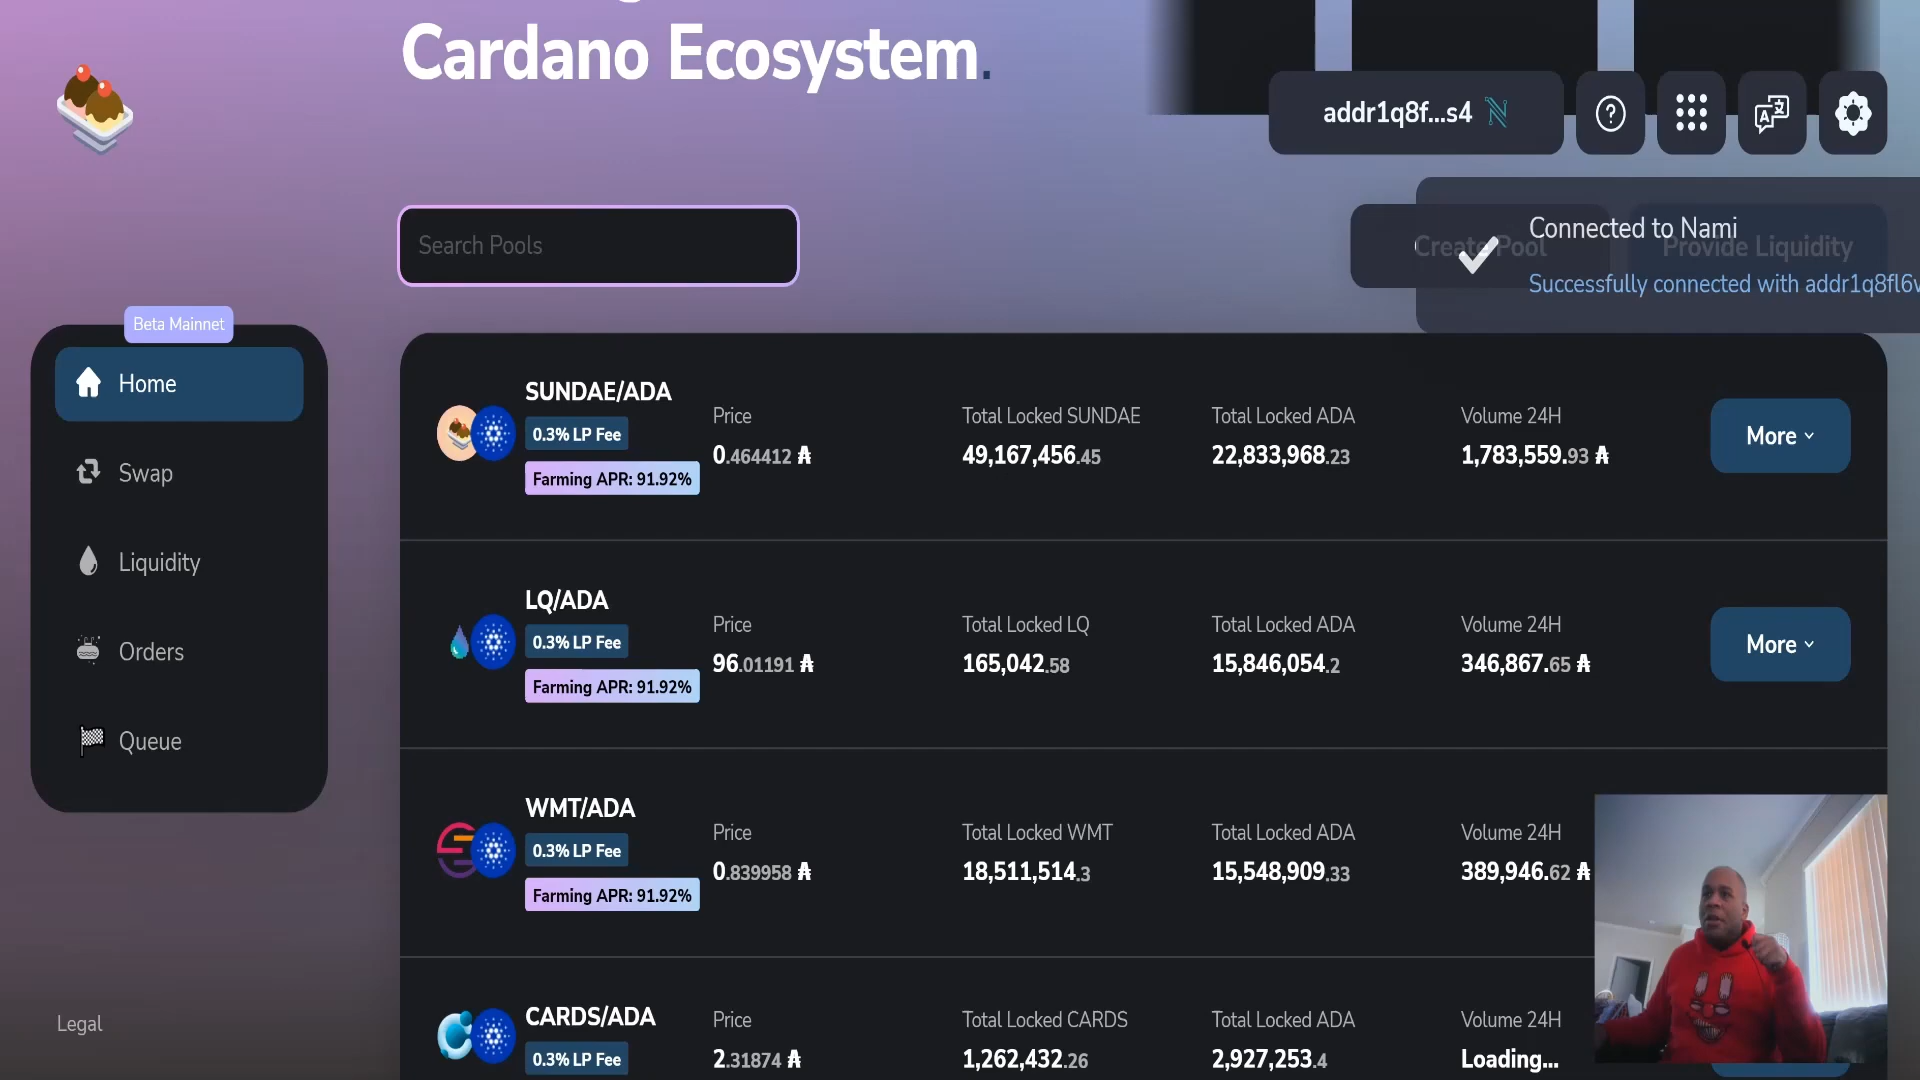 Cardano Ecosystem.
addr1q8f...s4
Search Pools
Create Pool
Provide Liquidity
Connected to Nami
Successfully connected with addr1q8fl6v
Beta Mainnet
Home
Swap
Liquidity
Orders
Queue
Legal
SUNDAE/ADA
0.3% LP Fee
Farming APR: 91.92%
Price
0.464412 ₳
Total Locked SUNDAE
49,167,456.45
Total Locked ADA
22,833,968.23
Volume 24H
1,783,559.93 ₳
More
LQ/ADA
0.3% LP Fee
Farming APR: 91.92%
Price
96.01191 ₳
Total Locked LQ
165,042.58
Total Locked ADA
15,846,054.2
Volume 24H
346,867.65 ₳
More
WMT/ADA
0.3% LP Fee
Farming APR: 91.92%
Price
0.839958 ₳
Total Locked WMT
18,511,514.3
Total Locked ADA
15,548,909.33
Volume 24H
389,946.62 ₳
CARDS/ADA
0.3% LP Fee
Price
2.31874 ₳
Total Locked CARDS
1,262,432.26
Total Locked ADA
2,927,253.4
Volume 24H
Loading...